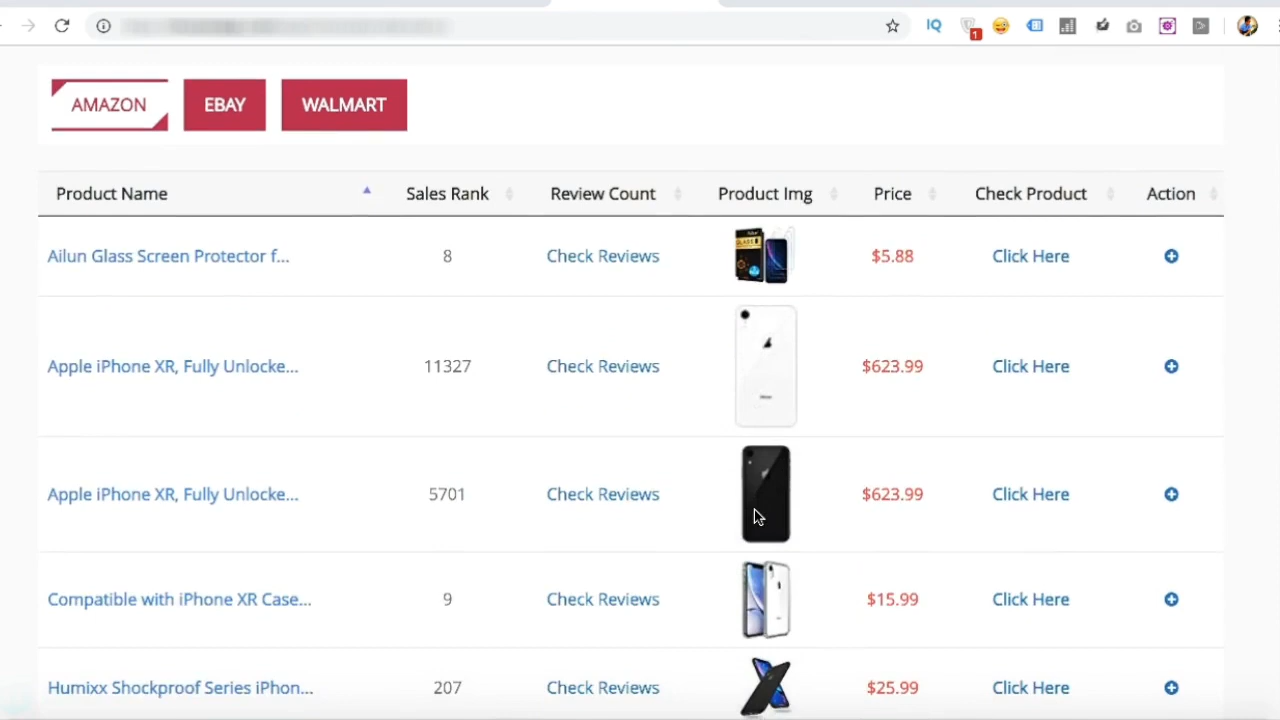 1
AMAZON EBAY WALMART
Product Name Sales Rank Review Count Product Img Price Check Product Action
Ailun Glass Screen Protector f... 8 Check Reviews $5.88 Click Here
Apple iPhone XR, Fully Unlocke... 11327 Check Reviews $623.99 Click Here
Apple iPhone XR, Fully Unlocke... 5701 Check Reviews $623.99 Click Here
Compatible with iPhone XR Case... 9 Check Reviews $15.99 Click Here
Humixx Shockproof Series iPhon... 207 Check Reviews $25.99 Click Here